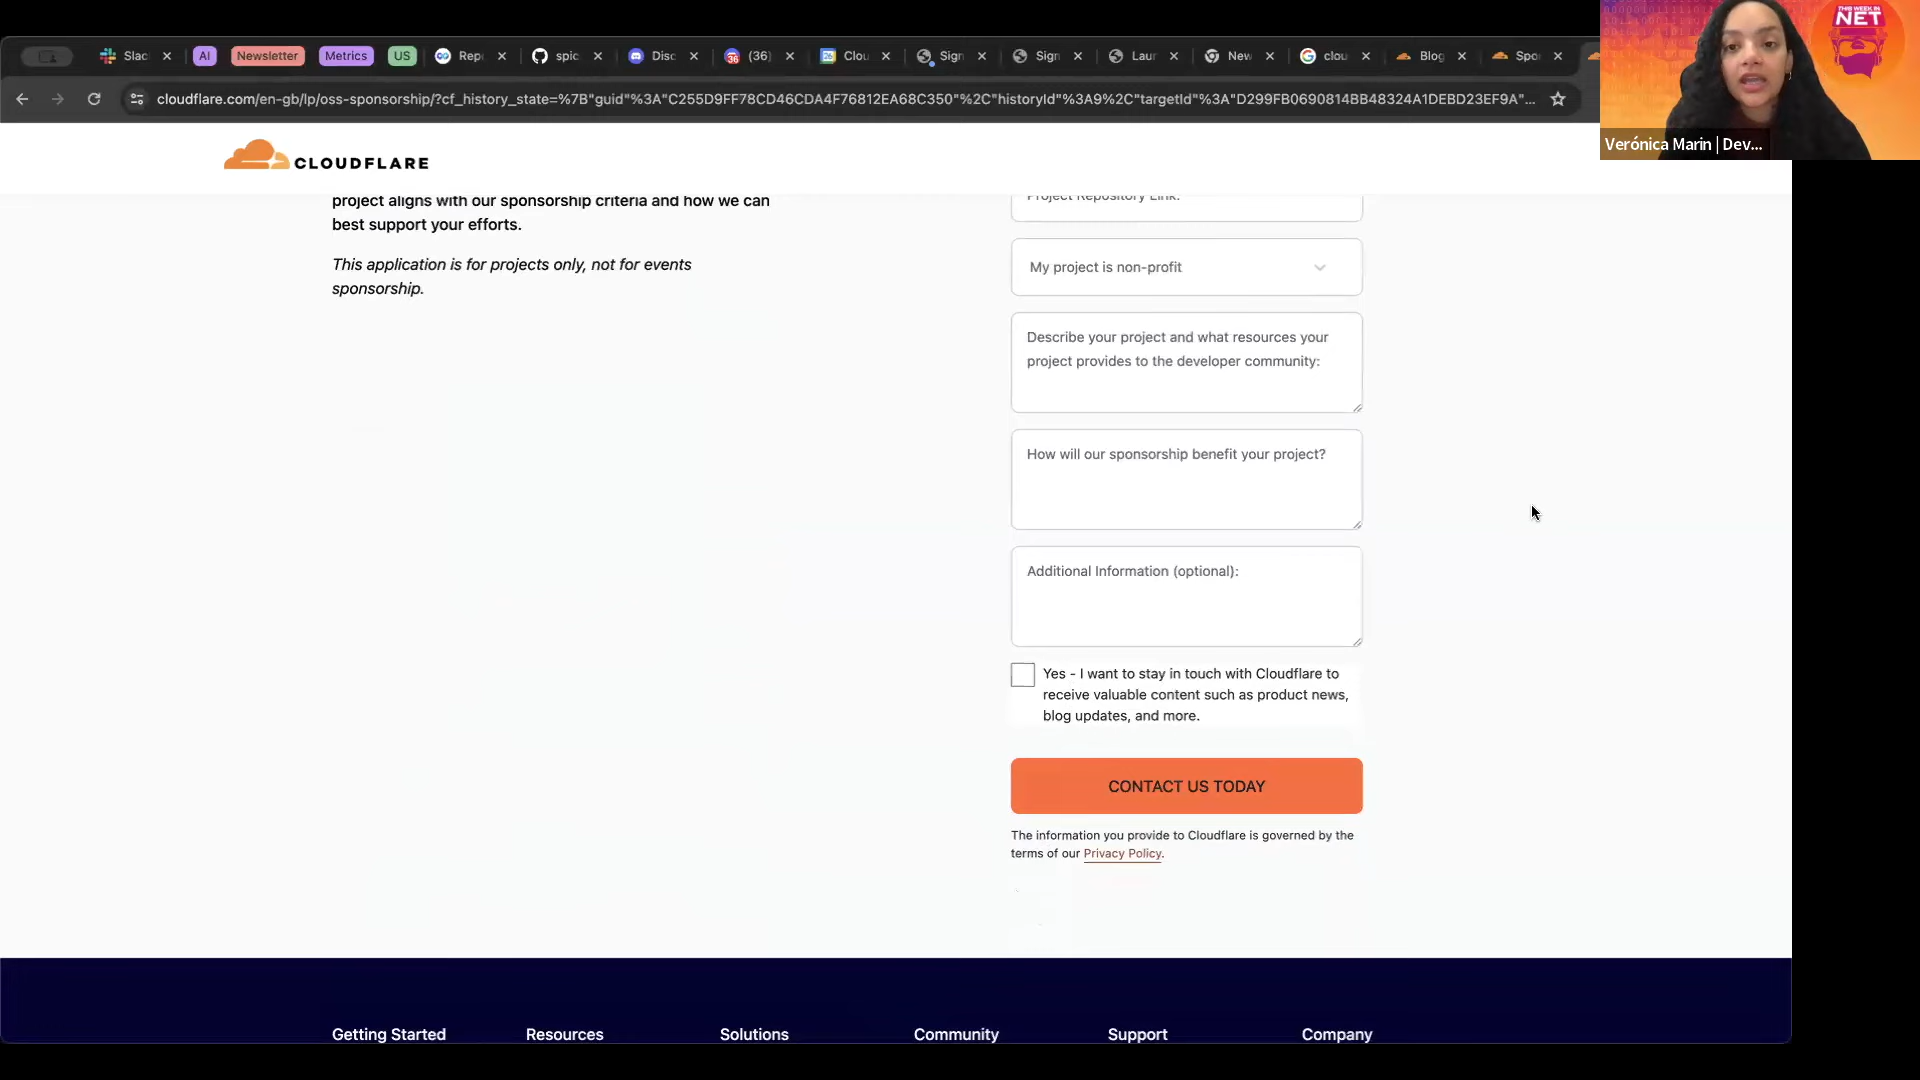 Slac
AI
Newsletter
Metrics
US
Repo
spic
Disc
(36)
Clou
Sign
Sign
Laur
New
clou
Blog
Spo
cloudflare.com/en-gb/lp/oss-sponsorship/?cf_history_state=%7B"guid"%3A"C255D9FF78CD46CDA4F76812EA68C350"%2C"historyId"%3A9%2C"targetId"%3A"D299FB0690814BB48324A1DEBD23EF9A"...
THIS WEEK IN
NET
Verónica Marin | Dev...
CLOUDFLARE
project aligns with our sponsorship criteria and how we can
best support your efforts.
This application is for projects only, not for events
sponsorship.
Project Repository Link:
My project is non-profit
Describe your project and what resources your
project provides to the developer community:
How will our sponsorship benefit your project?
Additional Information (optional):
Yes - I want to stay in touch with Cloudflare to
receive valuable content such as product news,
blog updates, and more.
CONTACT US TODAY
The information you provide to Cloudflare is governed by the
terms of our Privacy Policy.
Getting Started
Resources
Solutions
Community
Support
Company